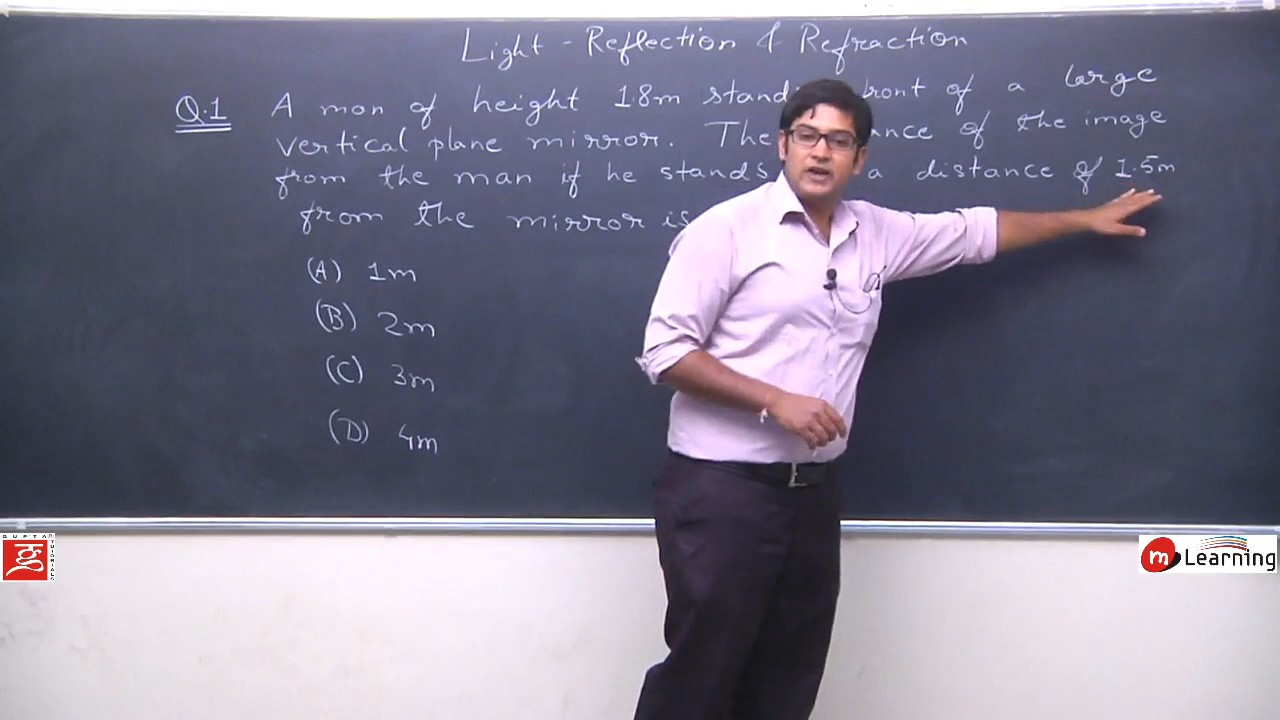 Light - Reflection & Refraction
Q.1 A man of height 1.8m front of a large
vertical plane mirror. The of the image
from the man if he stands a distance of 1.5m
from the mirror is
(A) 1m
(B) 2m
(C) 3m
(D) 4m
GUPTA TUTORIALS
m Learning